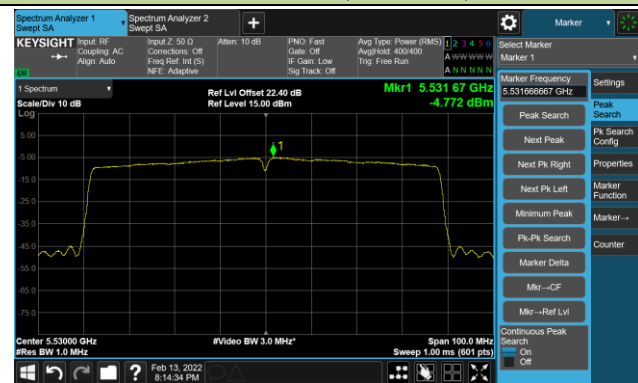 Spectrum Analyzer 1
Swept SA
Spectrum Analyzer 2
Swept SA
+
Marker
KEYSIGHT
Input: RF
Coupling: AC
Align: Auto
Input Z: 50 Ω
Corrections: Off
Freq Ref: Int (S)
NFE: Adaptive
Atten: 10 dB
PNO: Fast
Gate: Off
IF Gain: Low
Sig Track: Off
Avg Type: Power (RMS)
Avg|Hold: 400/400
Trig: Free Run
1 2 3 4 5 6
A W W W W W
A N N N N N
LXI
Select Marker
Marker 1
1 Spectrum
Scale/Div 10 dB
Log
Ref Lvl Offset 22.40 dB
Ref Level 15.00 dBm
Mkr1 5.531 67 GHz
-4.772 dBm
5.00
-5.00
-15.0
-25.0
-35.0
-45.0
-55.0
-65.0
-75.0
1
Center 5.53000 GHz
#Res BW 1.0 MHz
#Video BW 3.0 MHz*
Span 100.0 MHz
Sweep 1.00 ms (601 pts)
Marker Frequency
5.531666667 GHz
Peak Search
Next Peak
Next Pk Right
Next Pk Left
Minimum Peak
Pk-Pk Search
Marker Delta
Mkr→CF
Mkr→Ref Lvl
Continuous Peak
Search
On
Off
Settings
Peak
Search
Pk Search
Config
Properties
Marker
Function
Marker→
Counter
?
Feb 13, 2022
8:14:34 PM